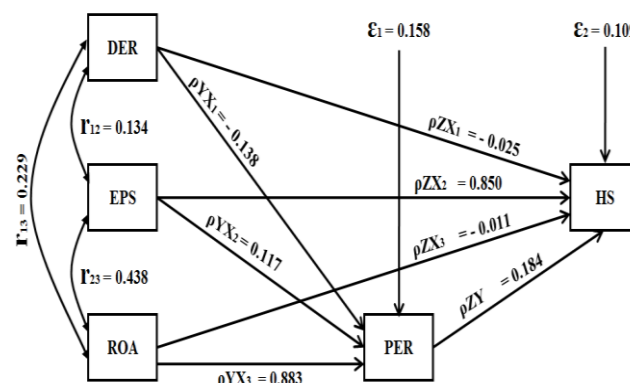 ε₁ = 0.158
ε₂ = 0.109
DER
ρYX₁ = - 0.138
ρZX₁ = - 0.025
r₁₂ = 0.134
r₁₃ = 0.229
EPS
ρZX₂ = 0.850
HS
ρYX₂ = 0.117
ρZX₃ = - 0.011
r₂₃ = 0.438
ρZY = 0.184
ROA
PER
ρYX₃ = 0.883